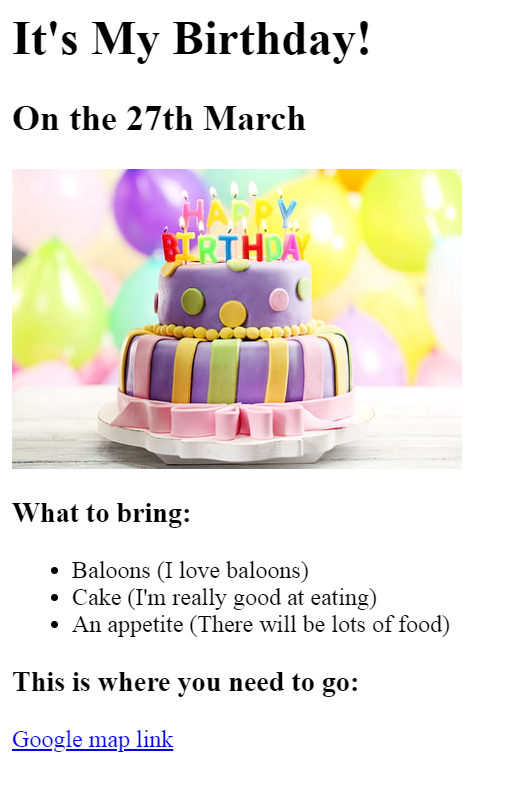 It's My Birthday!
On the 27th March
HAPPY
BIRTHDAY
What to bring:
Baloons (I love baloons)
Cake (I'm really good at eating)
An appetite (There will be lots of food)
This is where you need to go:
Google map link